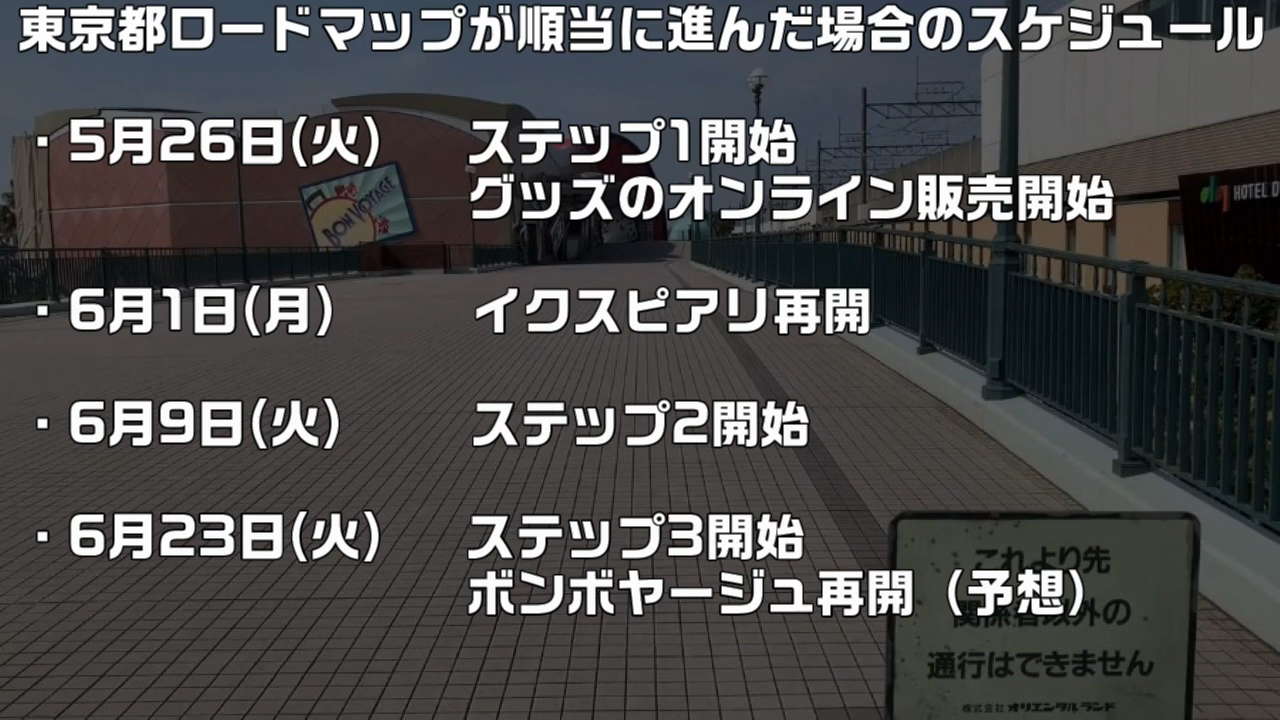 東京都ロードマップが順当に進んだ場合のスケジュール
・5月26日(火) ステップ1開始
グッズのオンライン販売開始
BON VOYAGE
HOTEL D
・6月1日(月) イクスピアリ再開
・6月9日(火) ステップ2開始
・6月23日(火) ステップ3開始
ボンボヤージュ再開(予想)
これより先
関係者以外の
通行はできません
株式会社オリエンタルランド